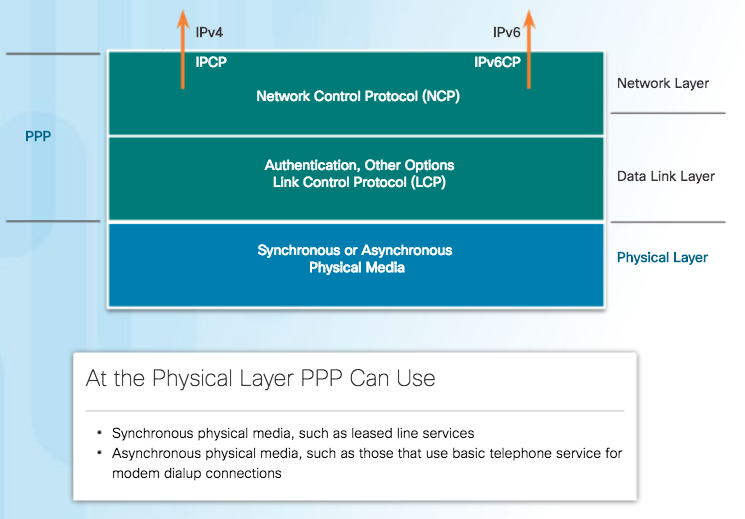 IPv4
IPv6
IPCP
IPv6CP
Network Control Protocol (NCP)
Network Layer
PPP
Authentication, Other Options
Link Control Protocol (LCP)
Data Link Layer
Synchronous or Asynchronous
Physical Media
Physical Layer
At the Physical Layer PPP Can Use
• Synchronous physical media, such as leased line services
• Asynchronous physical media, such as those that use basic telephone service for
modem dialup connections